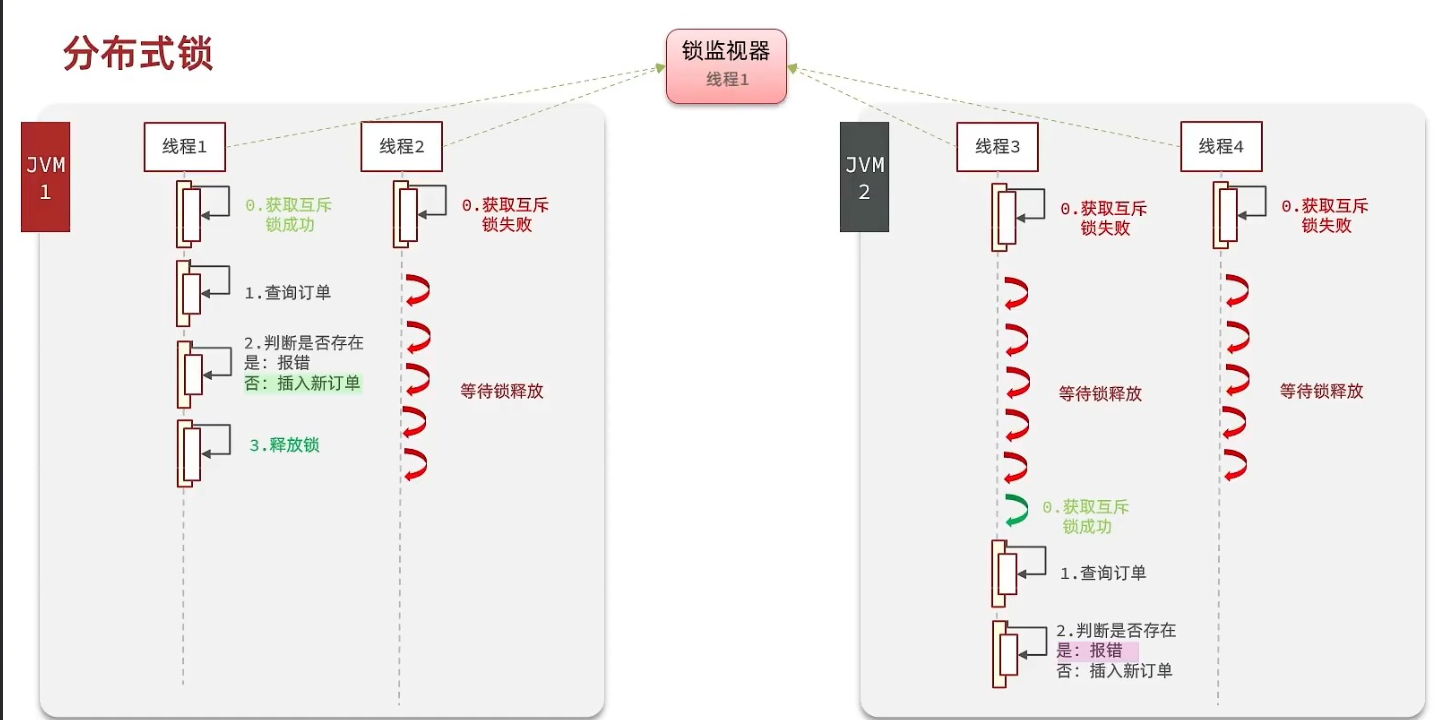 分布式锁
锁监视器
线程1
JVM
1
线程1
0.获取互斥
锁成功
1.查询订单
2.判断是否存在
是：报错
否：插入新订单
3.释放锁
线程2
0.获取互斥
锁失败
等待锁释放
JVM
2
线程3
0.获取互斥
锁失败
等待锁释放
0.获取互斥
锁成功
1.查询订单
2.判断是否存在
是：报错
否：插入新订单
线程4
0.获取互斥
锁失败
等待锁释放